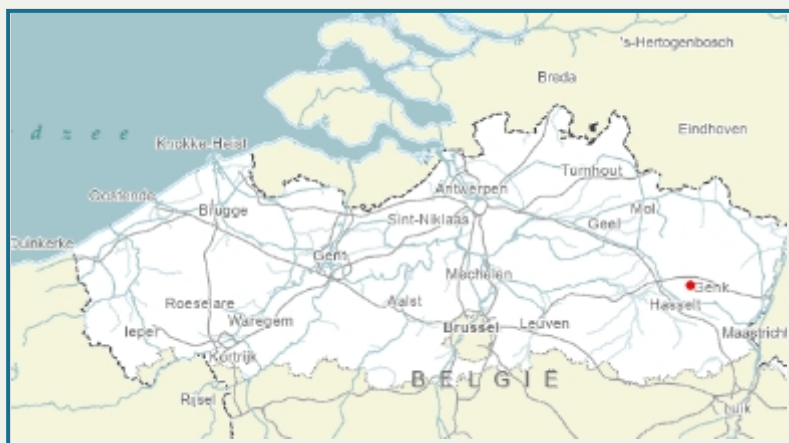 's-Hertogenbosch
Breda
d z e e
Eindhoven
Knokke-Heist
Turnhout
Antwerpen
Oostende
Mol
Brugge
Sint-Niklaas
Geel
Duinkerke
Gent
Mechelen
Genk
Roeselare
Aalst
Hasselt
Waregem
Brussel
Leuven
Ieper
Maastricht
Kortrijk
BELGIË
Rijsel
Luik